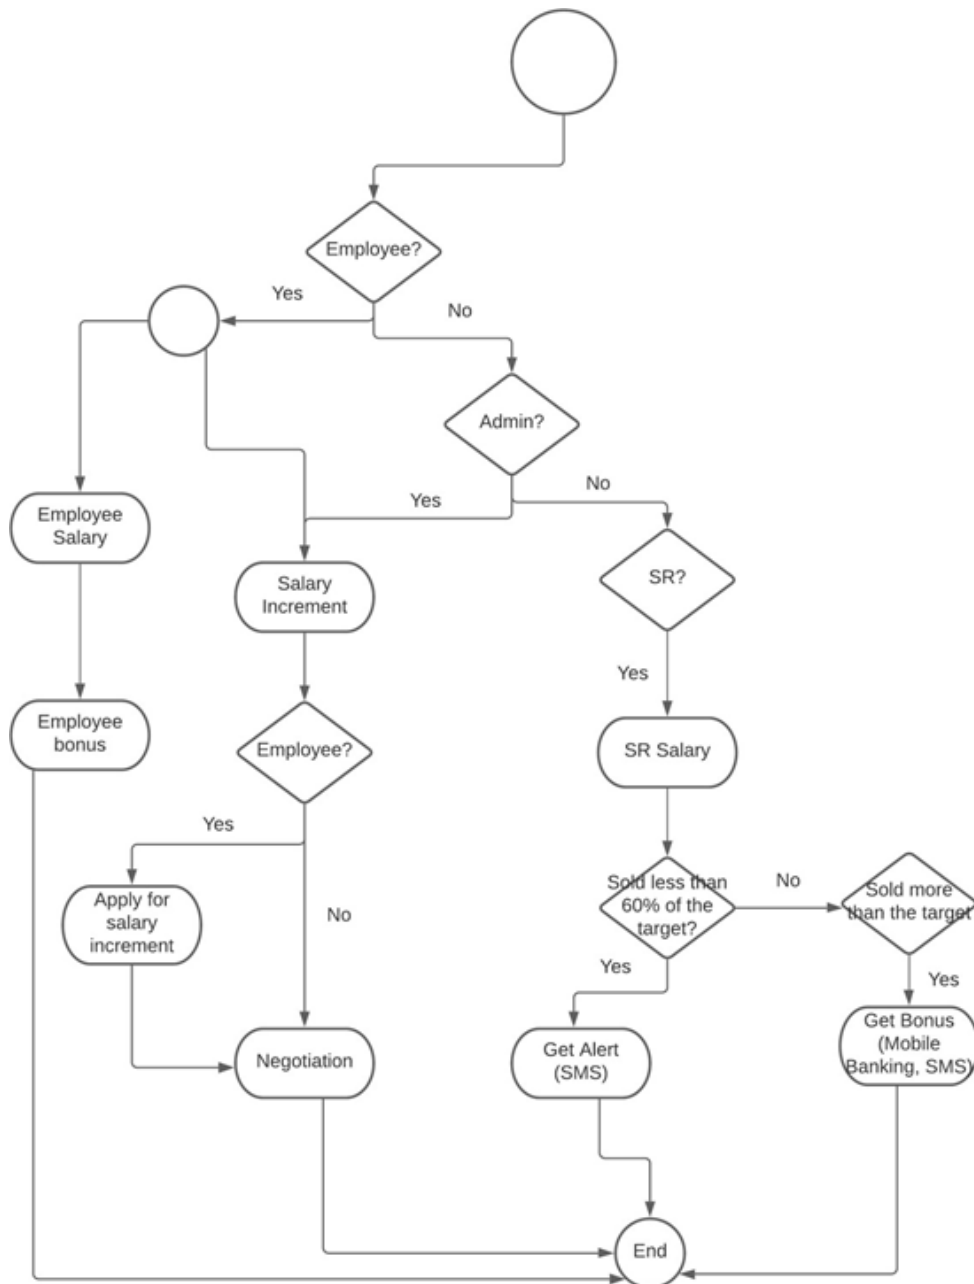 Employee?
Yes
No
Admin?
Yes
No
Employee
Salary
Salary
Increment
SR?
Yes
Employee
bonus
Employee?
SR Salary
Yes
No
Apply for
salary
increment
No
Sold less than
60% of the
target?
Sold more
than the target
Yes
Yes
Negotiation
Get Alert
(SMS)
Get Bonus
(Mobile
Banking, SMS)
End